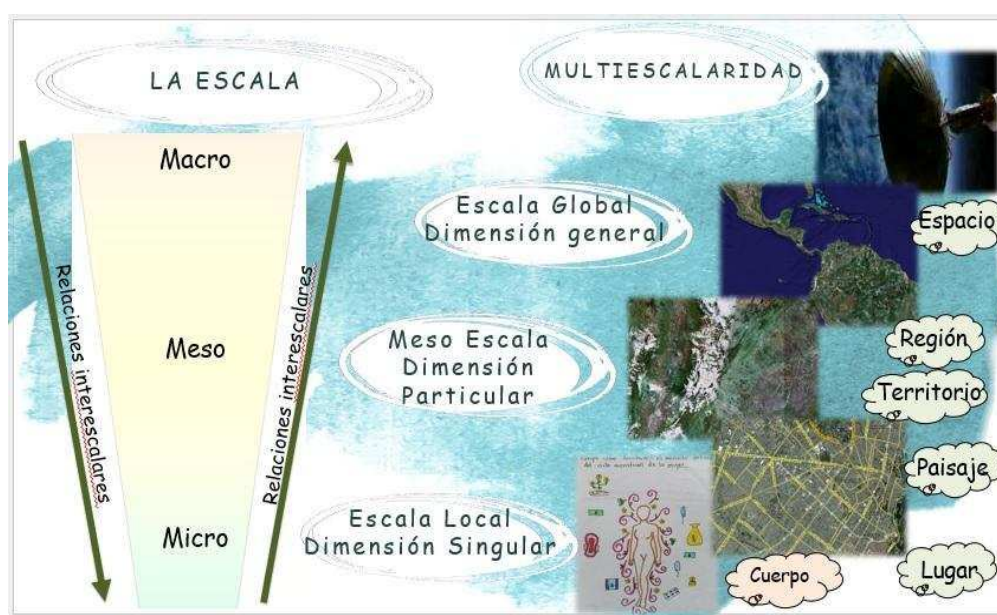 LA ESCALA
MULTIESCALARIDAD
Macro
Meso
Micro
Relaciones interescalares
Relaciones interescalares
Escala Global
Dimensión general
Meso Escala
Dimensión
Particular
Escala Local
Dimensión Singular
Espacio
Región
Territorio
Paisaje
Lugar
Cuerpo